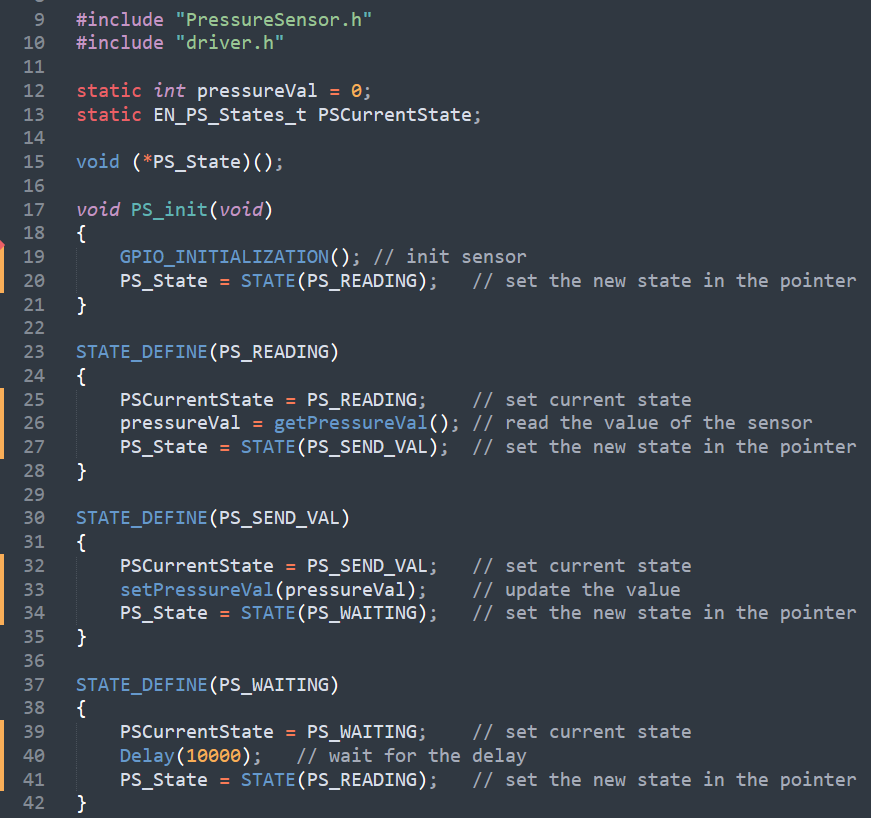 9 #include "PressureSensor.h"
10 #include "driver.h"
11
12 static int pressureVal = 0;
13 static EN_PS_States_t PSCurrentState;
14
15 void (*PS_State)();
16
17 void PS_init(void)
18 {
19     GPIO_INITIALIZATION(); // init sensor
20     PS_State = STATE(PS_READING);   // set the new state in the pointer
21 }
22
23 STATE_DEFINE(PS_READING)
24 {
25     PSCurrentState = PS_READING;    // set current state
26     pressureVal = getPressureVal(); // read the value of the sensor
27     PS_State = STATE(PS_SEND_VAL);  // set the new state in the pointer
28 }
29
30 STATE_DEFINE(PS_SEND_VAL)
31 {
32     PSCurrentState = PS_SEND_VAL;   // set current state
33     setPressureVal(pressureVal);    // update the value
34     PS_State = STATE(PS_WAITING);   // set the new state in the pointer
35 }
36
37 STATE_DEFINE(PS_WAITING)
38 {
39     PSCurrentState = PS_WAITING;    // set current state
40     Delay(10000);   // wait for the delay
41     PS_State = STATE(PS_READING);   // set the new state in the pointer
42 }